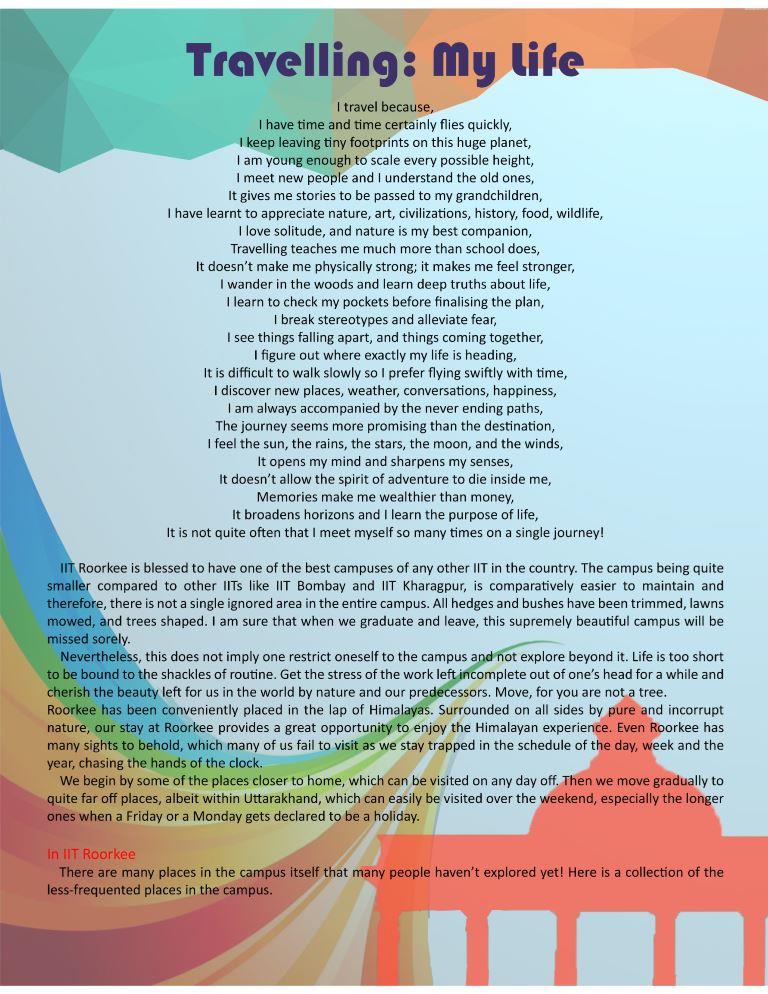 Travelling: My Life
I travel because,
I have time and time certainly flies quickly,
I keep leaving tiny footprints on this huge planet,
I am young enough to scale every possible height,
I meet new people and I understand the old ones,
It gives me stories to be passed to my grandchildren,
I have learnt to appreciate nature, art, civilizations, history, food, wildlife,
I love solitude, and nature is my best companion,
Travelling teaches me much more than school does,
It doesn't make me physically strong; it makes me feel stronger,
I wander in the woods and learn deep truths about life,
I learn to check my pockets before finalising the plan,
I break stereotypes and alleviate fear,
I see things falling apart, and things coming together,
I figure out where exactly my life is heading,
It is difficult to walk slowly so I prefer flying swiftly with time,
I discover new places, weather, conversations, happiness,
I am always accompanied by the never ending paths,
The journey seems more promising than the destination,
I feel the sun, the rains, the stars, the moon, and the winds,
It opens my mind and sharpens my senses,
It doesn't allow the spirit of adventure to die inside me,
Memories make me wealthier than money,
It broadens horizons and I learn the purpose of life,
It is not quite often that I meet myself so many times on a single journey!
IIT Roorkee is blessed to have one of the best campuses of any other IIT in the country. The campus being quite
smaller compared to other IITs like IIT Bombay and IIT Kharagpur, is comparatively easier to maintain and
therefore, there is not a single ignored area in the entire campus. All hedges and bushes have been trimmed, lawns
mowed, and trees shaped. I am sure that when we graduate and leave, this supremely beautiful campus will be
missed sorely.
Nevertheless, this does not imply one restrict oneself to the campus and not explore beyond it. Life is too short
to be bound to the shackles of routine. Get the stress of the work left incomplete out of one's head for a while and
cherish the beauty left for us in the world by nature and our predecessors. Move, for you are not a tree.
Roorkee has been conveniently placed in the lap of Himalayas. Surrounded on all sides by pure and incorrupt
nature, our stay at Roorkee provides a great opportunity to enjoy the Himalayan experience. Even Roorkee has
many sights to behold, which many of us fail to visit as we stay trapped in the schedule of the day, week and the
year, chasing the hands of the clock.
We begin by some of the places closer to home, which can be visited on any day off. Then we move gradually to
quite far off places, albeit within Uttarakhand, which can easily be visited over the weekend, especially the longer
ones when a Friday or a Monday gets declared to be a holiday.
In IIT Roorkee
There are many places in the campus itself that many people haven't explored yet! Here is a collection of the
less-frequented places in the campus.